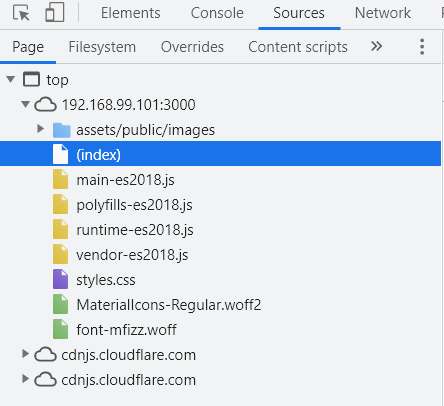 Elements Console Sources Network
Page Filesystem Overrides Content scripts »
top
192.168.99.101:3000
assets/public/images
(index)
main-es2018.js
polyfills-es2018.js
runtime-es2018.js
vendor-es2018.js
styles.css
MaterialIcons-Regular.woff2
font-mfizz.woff
cdnjs.cloudflare.com
cdnjs.cloudflare.com